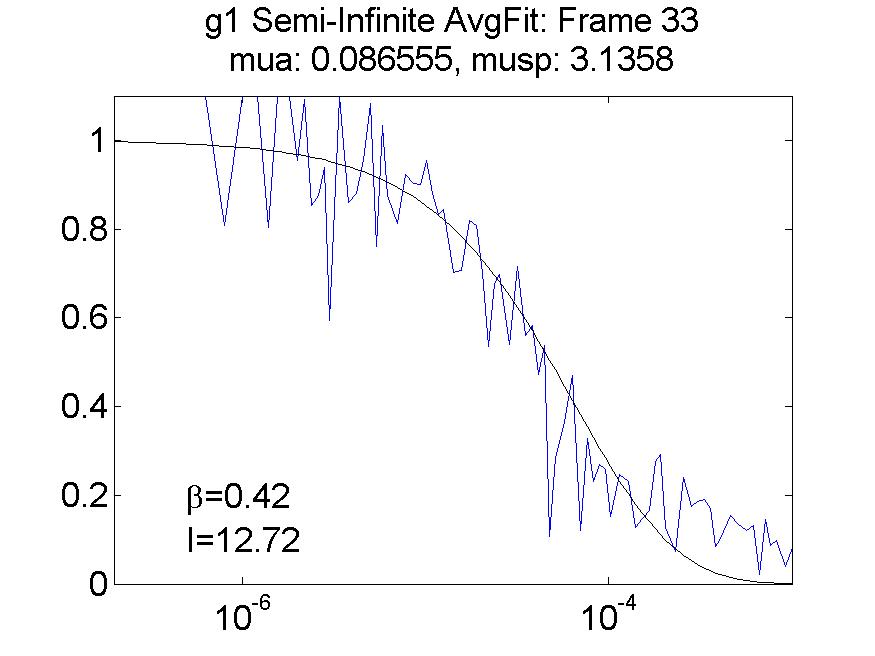 g1 Semi-Infinite AvgFit: Frame 33
mua: 0.086555, musp: 3.1358
1
0.8
0.6
0.4
0.2
0
β=0.42
I=12.72
10^-6
10^-4